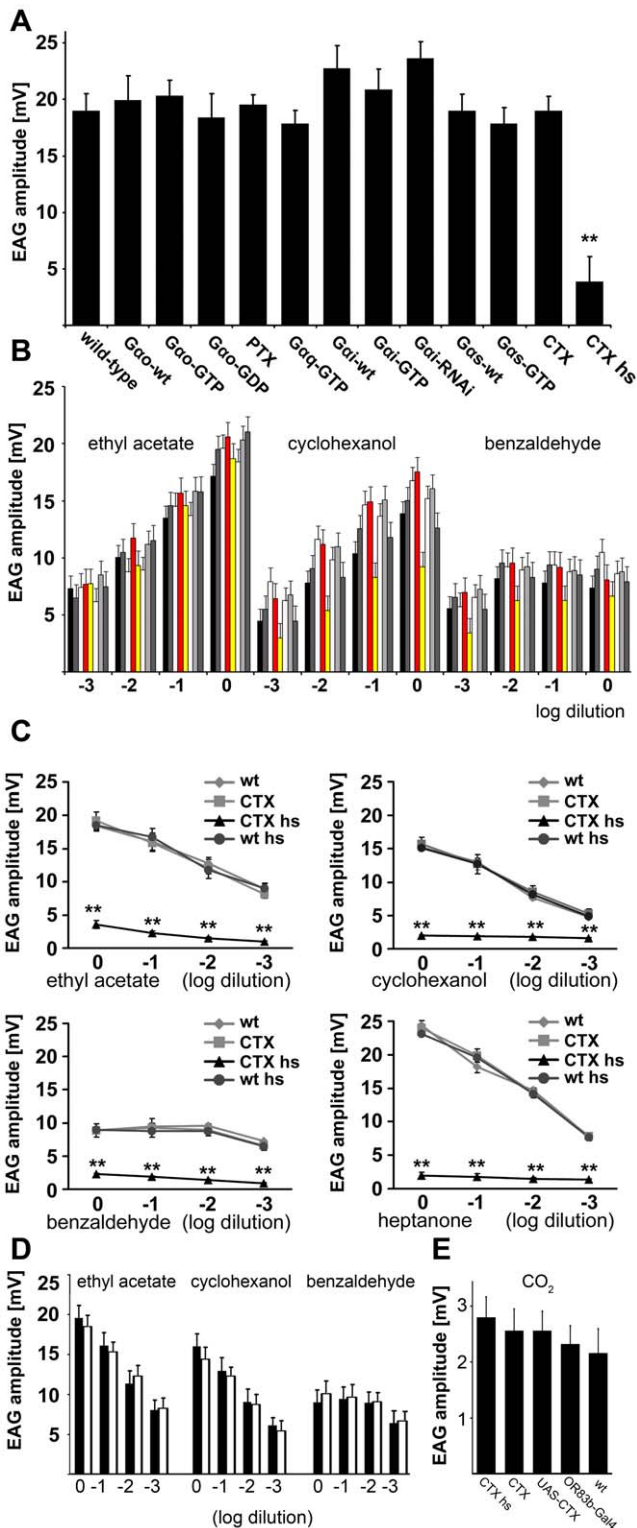 A
EAG amplitude [mV]
25
20
15
10
5
**
wild-type
Gαo-wt
Gαo-GTP
Gαo-GDP
PTX
Gαq-GTP
Gαi-wt
Gαi-GTP
Gαi-RNAi
Gαs-wt
Gαs-GTP
CTX
CTX hs
B
EAG amplitude [mV]
25
20
15
10
5
ethyl acetate cyclohexanol benzaldehyde
-3 -2 -1 0 -3 -2 -1 0 -3 -2 -1 0
log dilution
C
EAG amplitude [mV]
25
20
15
10
5
0
wt
CTX
CTX hs
wt hs
** ** ** **
0 -1 -2 -3
ethyl acetate (log dilution)
EAG amplitude [mV]
25
20
15
10
5
0
wt
CTX
CTX hs
wt hs
** ** ** **
0 -1 -2 -3
cyclohexanol (log dilution)
EAG amplitude [mV]
25
20
15
10
5
0
wt
CTX
CTX hs
wt hs
** ** ** **
0 -1 -2 -3
benzaldehyde (log dilution)
EAG amplitude [mV]
25
20
15
10
5
0
wt
CTX
CTX hs
wt hs
** ** ** **
0 -1 -2 -3
heptanone (log dilution)
D
EAG amplitude [mV]
25
20
15
10
5
ethyl acetate cyclohexanol benzaldehyde
0 -1 -2 -3 0 -1 -2 -3 0 -1 -2 -3
(log dilution)
E
EAG amplitude [mV]
CO₂
3
2
1
CTX hs
CTX
UAS-CTX
OR83b-Gal4
wt